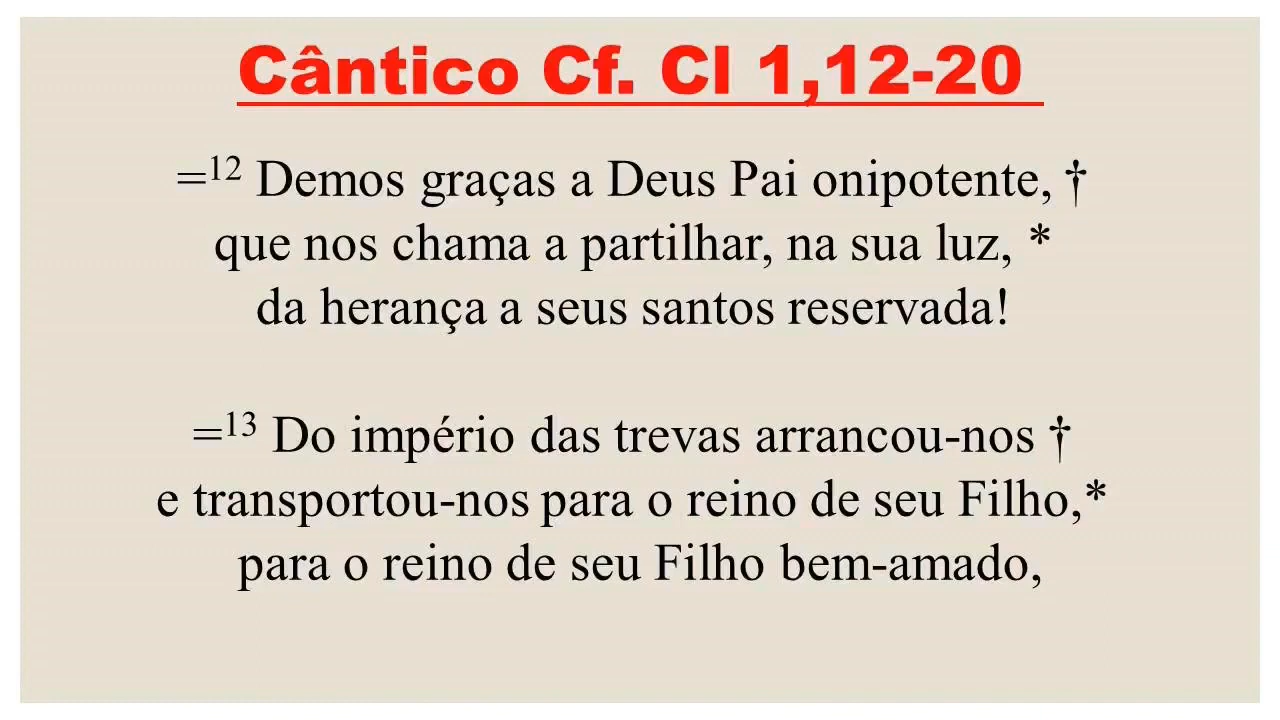 Cântico Cf. Cl 1,12-20
=12 Demos graças a Deus Pai onipotente, †
que nos chama a partilhar, na sua luz, *
da herança a seus santos reservada!
=13 Do império das trevas arrancou-nos †
e transportou-nos para o reino de seu Filho,*
para o reino de seu Filho bem-amado,